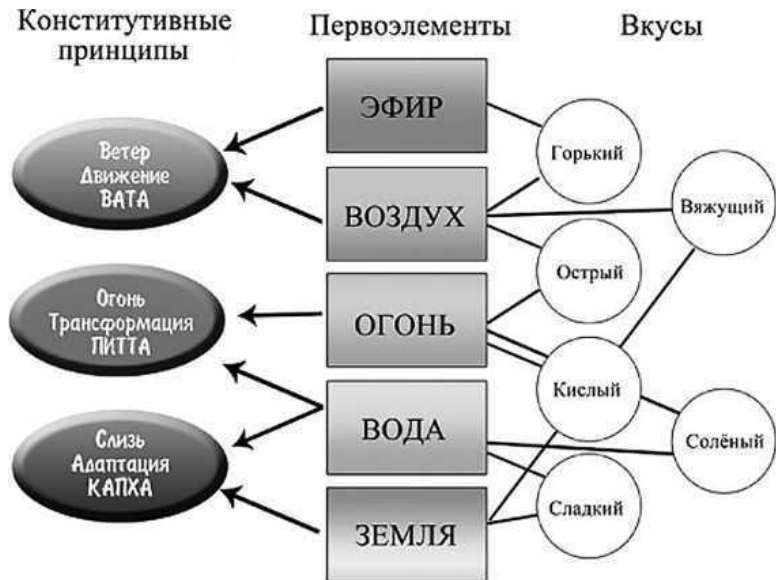 Конститутивные
принципы
Первоэлементы
Вкусы
Ветер
Движение
ВАТА
Огонь
Трансформация
ПИТТА
Слизь
Адаптация
КАПХА
ЭФИР
ВОЗДУХ
ОГОНЬ
ВОДА
ЗЕМЛЯ
Горький
Острый
Кислый
Сладкий
Вяжущий
Солёный